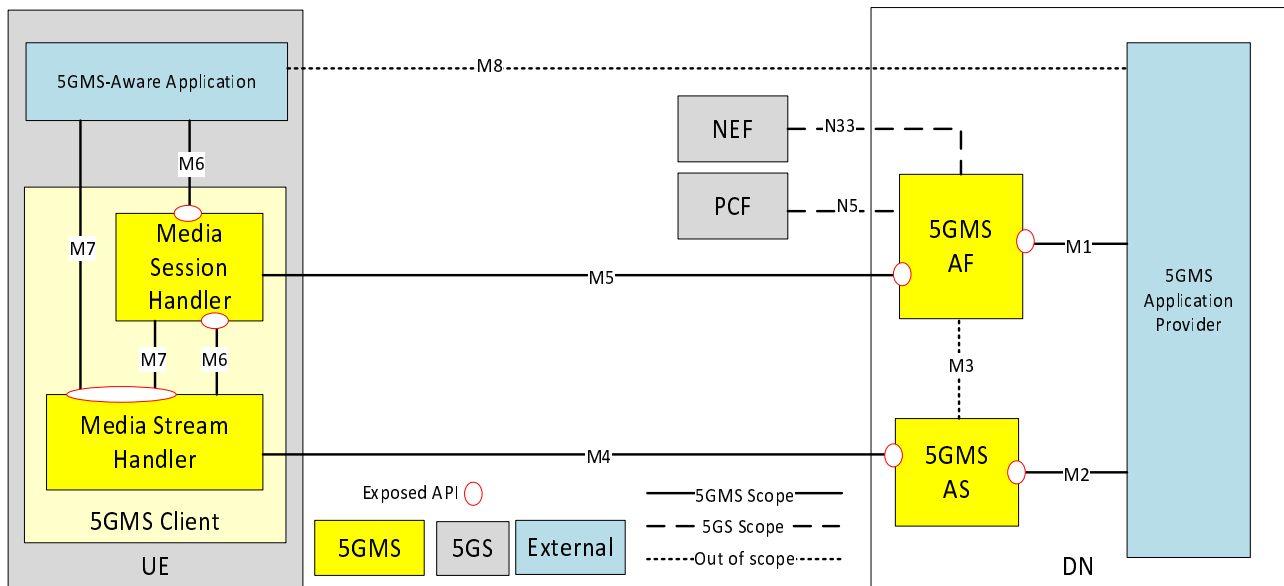 5GMS-Aware Application
M8
NEF
N33
M6
PCF
N5
5GMS
AF
M1
M7
Media
Session
Handler
M5
5GMS
Application
Provider
M7
M6
M3
Media Stream
Handler
M4
5GMS
AS
M2
Exposed API
5GMS Scope
5GMS Client
5GS Scope
5GMS
5GS
External
Out of scope
UE
DN